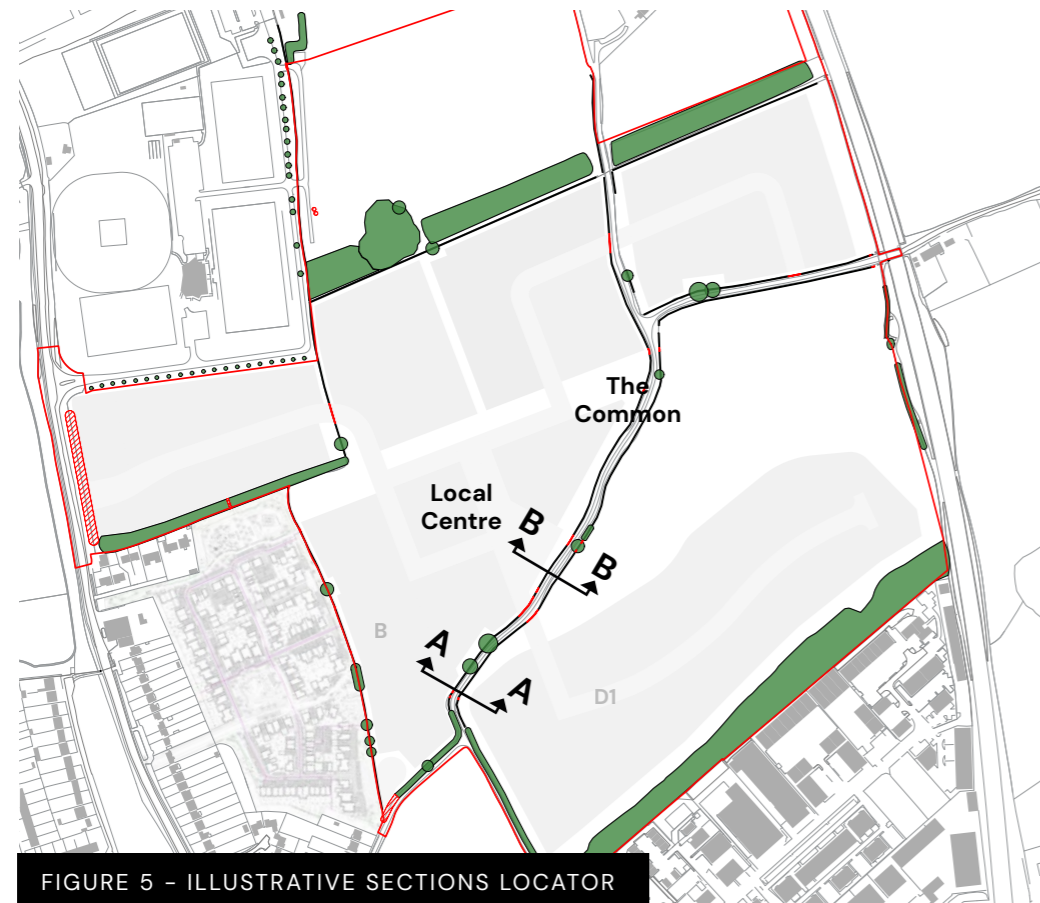 The
Common
Local
Centre
B
B
B
A
A
D1
FIGURE 5 – ILLUSTRATIVE SECTIONS LOCATOR